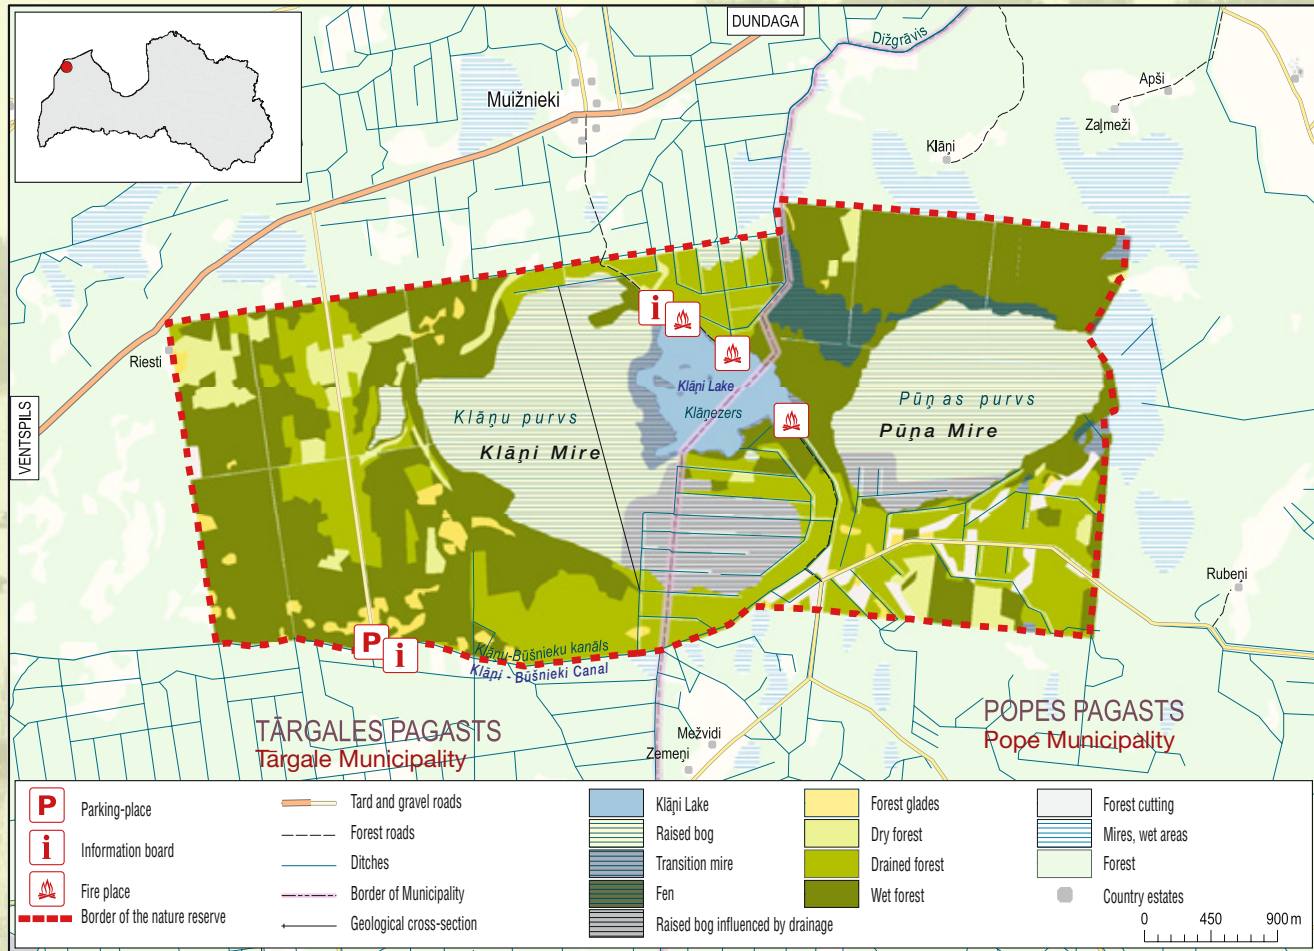 DUNDAGA
Dižgrāvis
Apši
Muižnieki
Zaļmeži
Klāņi
i
Riesti
Klāņi Lake
Klāņezers
Klāņu purvs
Klāņi Mire
Pūņas purvs
Pūņa Mire
VENTSPILS
Rubeņi
P
i
Klāņu-Būšnieku kanāls
Klāņi - Būšnieki Canal
TĀRGALES PAGASTS
Tārgale Municipality
Mežvidi
Zemeņi
POPES PAGASTS
Pope Municipality
P Parking-place
i Information board
Fire place
Border of the nature reserve
Tard and gravel roads
Forest roads
Ditches
Border of Municipality
Geological cross-section
Klāņi Lake
Raised bog
Transition mire
Fen
Raised bog influenced by drainage
Forest glades
Dry forest
Drained forest
Wet forest
Forest cutting
Mires, wet areas
Forest
Country estates
0 450 900 m